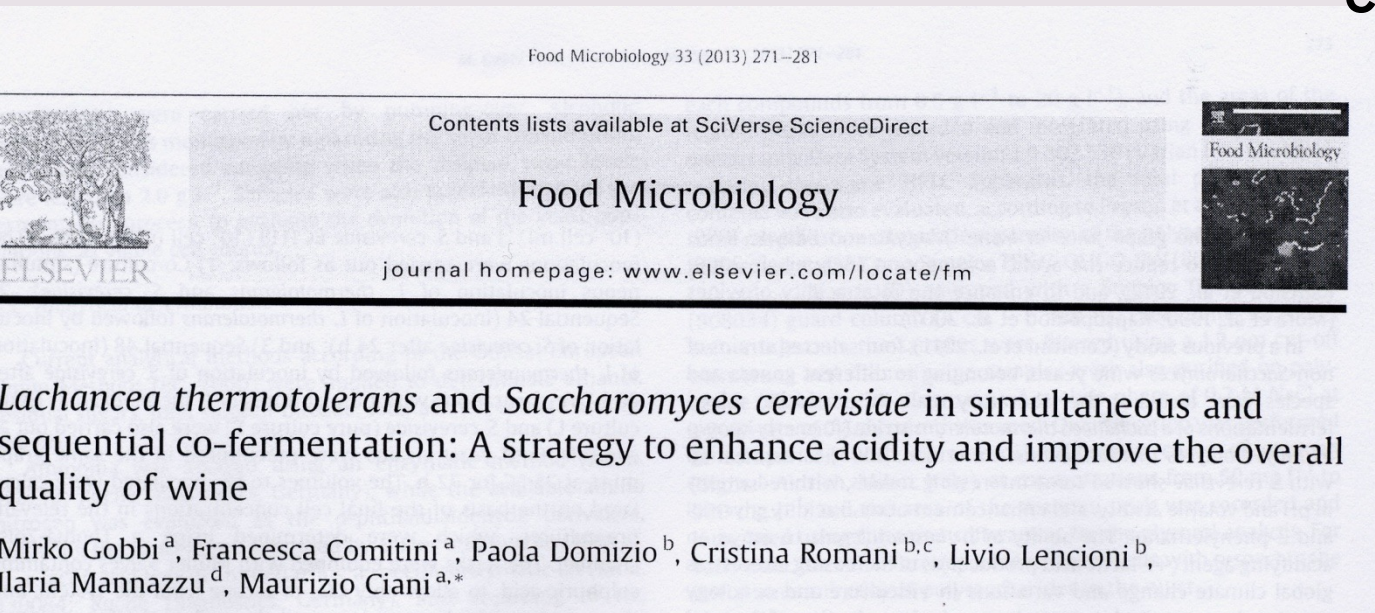 Food Microbiology 33 (2013) 271–281
Contents lists available at SciVerse ScienceDirect
Food Microbiology
Food Microbiology
ELSEVIER
journal homepage: www.elsevier.com/locate/fm
Lachancea thermotolerans and Saccharomyces cerevisiae in simultaneous and
sequential co-fermentation: A strategy to enhance acidity and improve the overall
quality of wine
Mirko Gobbi a, Francesca Comitini a, Paola Domizio b, Cristina Romani b,c, Livio Lencioni b
Ilaria Mannazzu d, Maurizio Ciani a,*